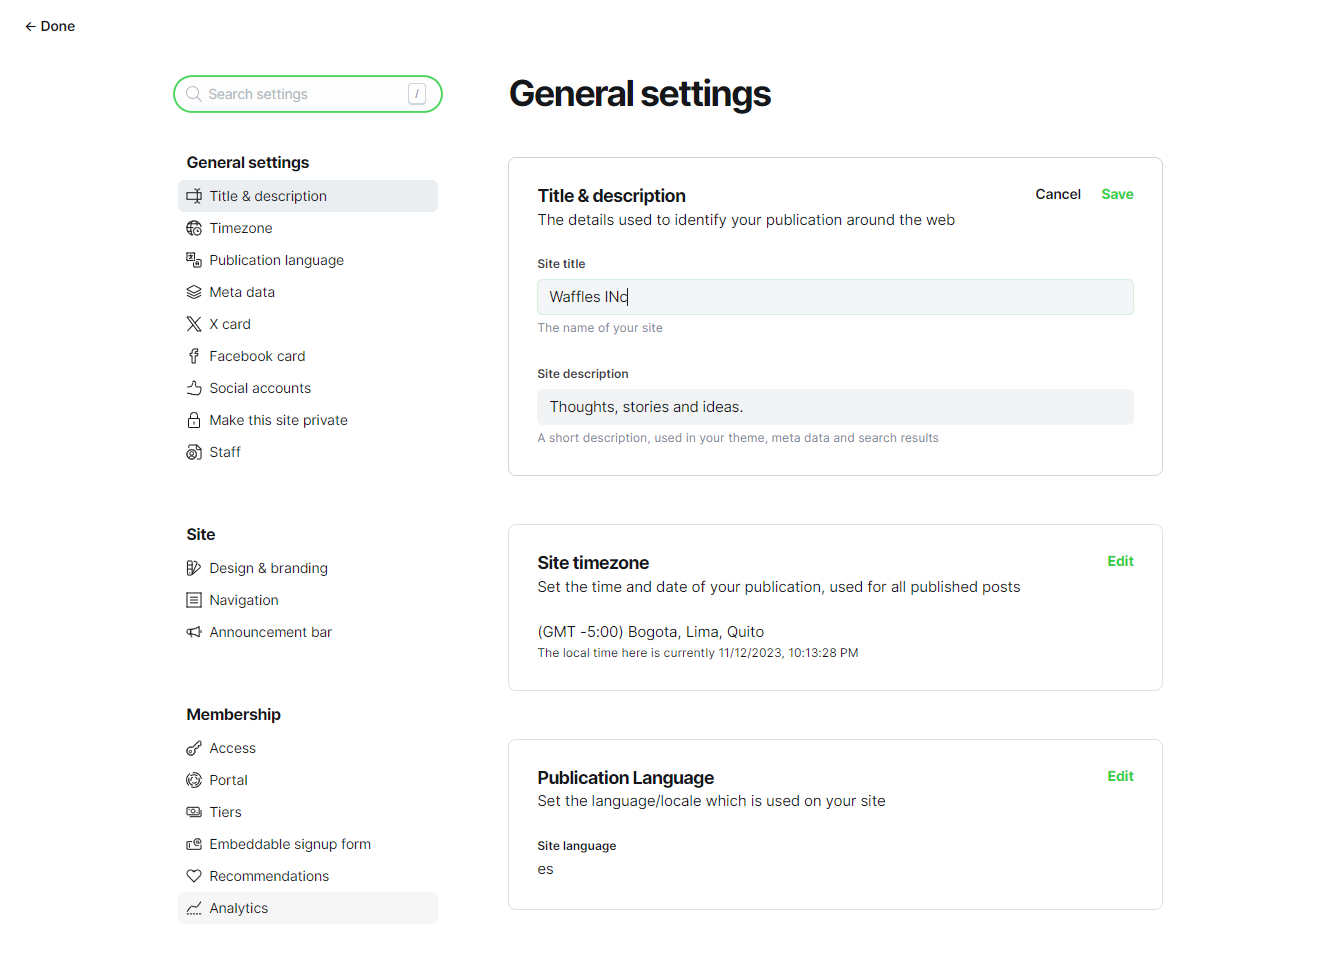 ← Done
Search settings /
General settings
Title & description
Timezone
Publication language
Meta data
X card
Facebook card
Social accounts
Make this site private
Staff
Site
Design & branding
Navigation
Announcement bar
Membership
Access
Portal
Tiers
Embeddable signup form
Recommendations
Analytics
General settings
Title & description
Cancel Save
The details used to identify your publication around the web
Site title
Waffles INc
The name of your site
Site description
Thoughts, stories and ideas.
A short description, used in your theme, meta data and search results
Site timezone
Edit
Set the time and date of your publication, used for all published posts
(GMT -5:00) Bogota, Lima, Quito
The local time here is currently 11/12/2023, 10:13:28 PM
Publication Language
Edit
Set the language/locale which is used on your site
Site language
es